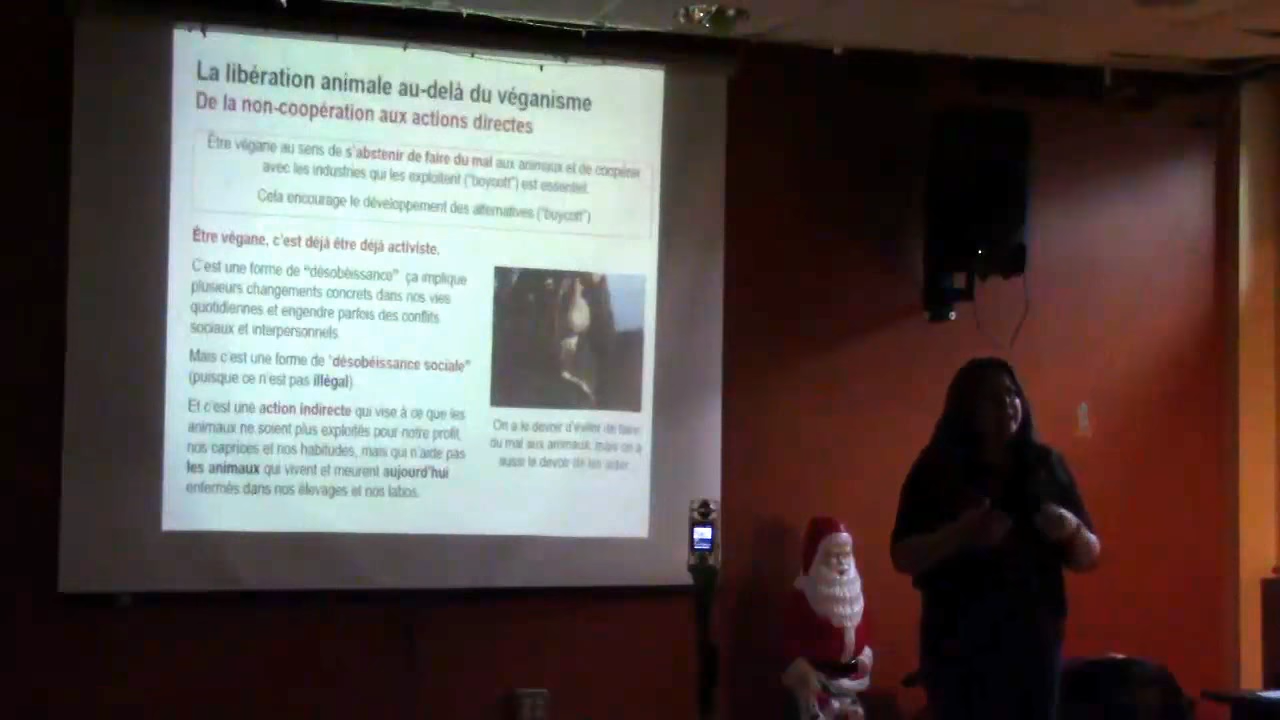 La libération animale au-delà du véganisme
De la non-coopération aux actions directes
Être végane au sens de s'abstenir de faire du mal aux animaux et de coopérer
avec les industries qui les exploitent ("boycott") est essentiel.
Cela encourage le développement des alternatives ("buycott")
Être végane, c'est déjà être déjà activiste.
C'est une forme de "désobéissance" ça implique
plusieurs changements concrets dans nos vies
quotidiennes et engendre parfois des conflits
sociaux et interpersonnels.
Mais c'est une forme de "désobéissance sociale"
(puisque ce n'est pas illégal)
Et c'est une action indirecte qui vise à ce que les
animaux ne soient plus exploités pour notre profit,
nos caprices et nos habitudes, mais qui n'aide pas
les animaux qui vivent et meurent aujourd'hui
enfermés dans nos élevages et nos labos.
On a le devoir d'éviter de faire
du mal aux animaux, mais on a
aussi le devoir de les aider.